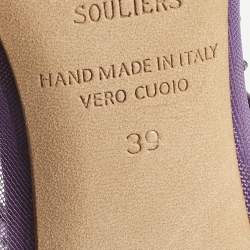 SOULIERS
HAND MADE IN ITALY
VERO CUOIO
39